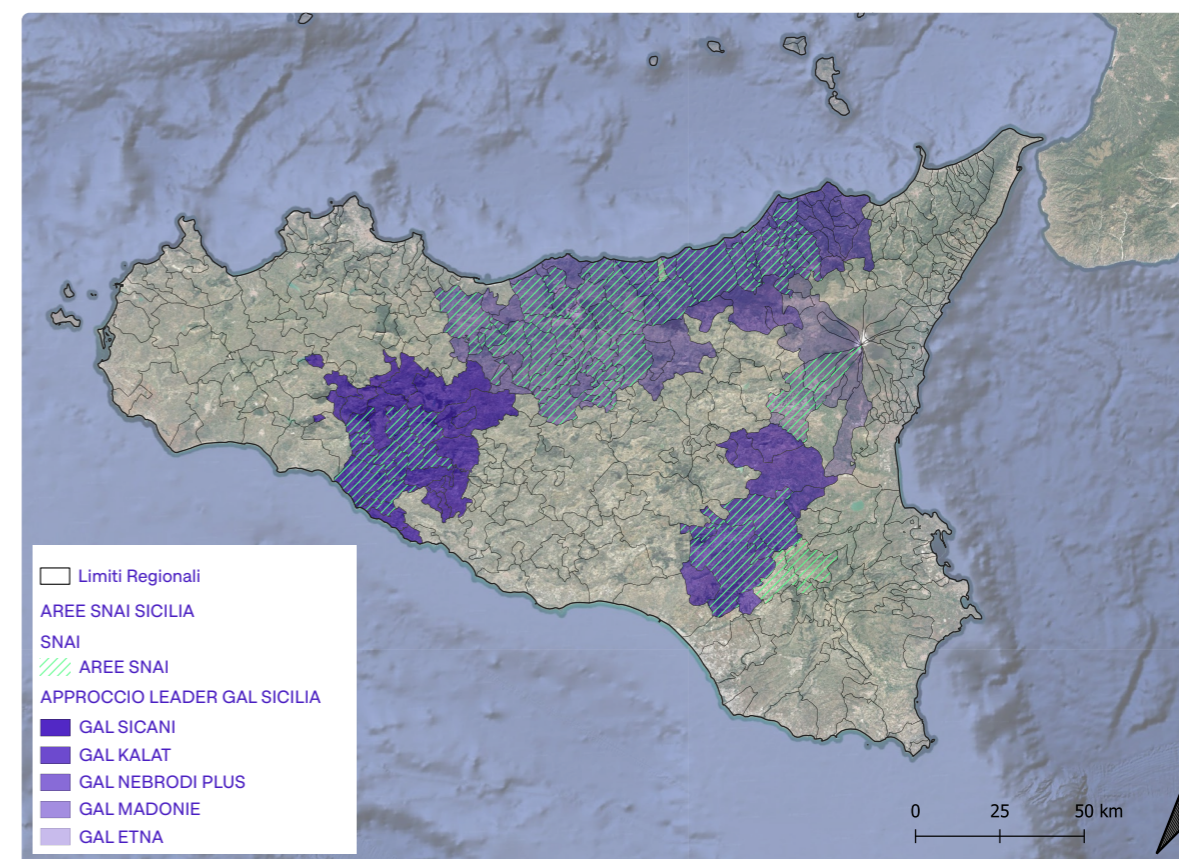 Limiti Regionali
AREE SNAI SICILIA
SNAI
AREE SNAI
APPROCCIO LEADER GAL SICILIA
GAL SICANI
GAL KALAT
GAL NEBRODI PLUS
GAL MADONIE
GAL ETNA
0 25 50 km